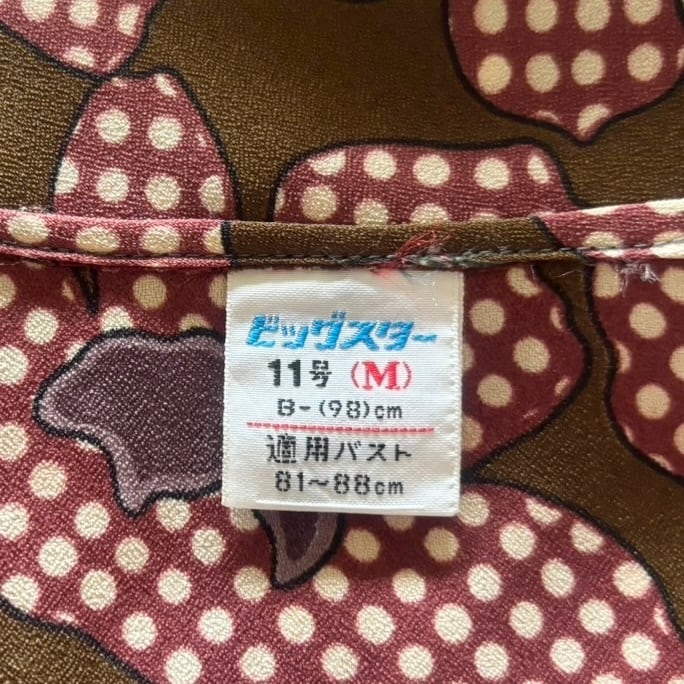 ビッグスター
11号 (M)
B-(98)cm
適用バスト
81~88cm